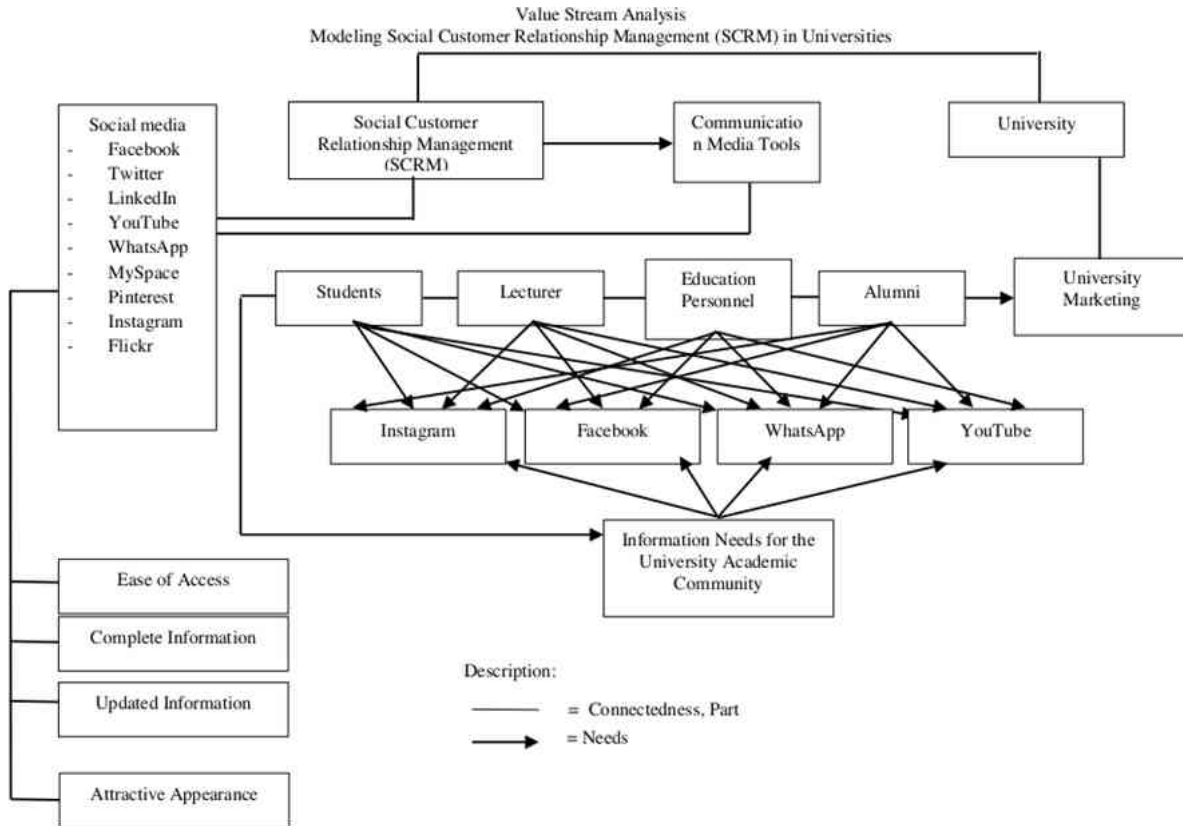 Value Stream Analysis
Modeling Social Customer Relationship Management (SCRM) in Universities
Social media
- Facebook
- Twitter
- LinkedIn
- YouTube
- WhatsApp
- MySpace
- Pinterest
- Instagram
- Flickr
Social Customer
Relationship Management
(SCRM)
Communicatio
n Media Tools
University
Students
Lecturer
Education
Personnel
Alumni
University
Marketing
Instagram
Facebook
WhatsApp
YouTube
Information Needs for the
University Academic
Community
Ease of Access
Complete Information
Updated Information
Attractive Appearance
Description:
= Connectedness, Part
= Needs